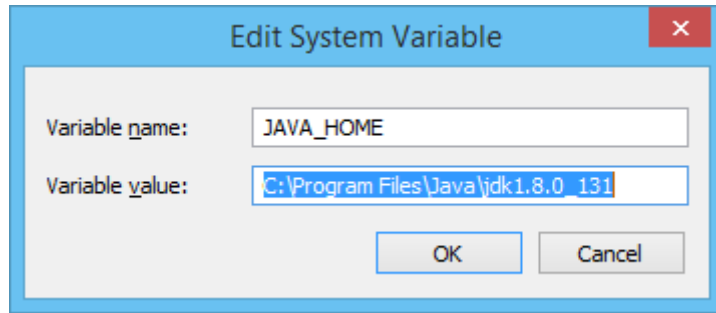 Edit System Variable
Variable name: JAVA_HOME
Variable value: C:\Program Files\Java\jdk1.8.0_131
OK Cancel